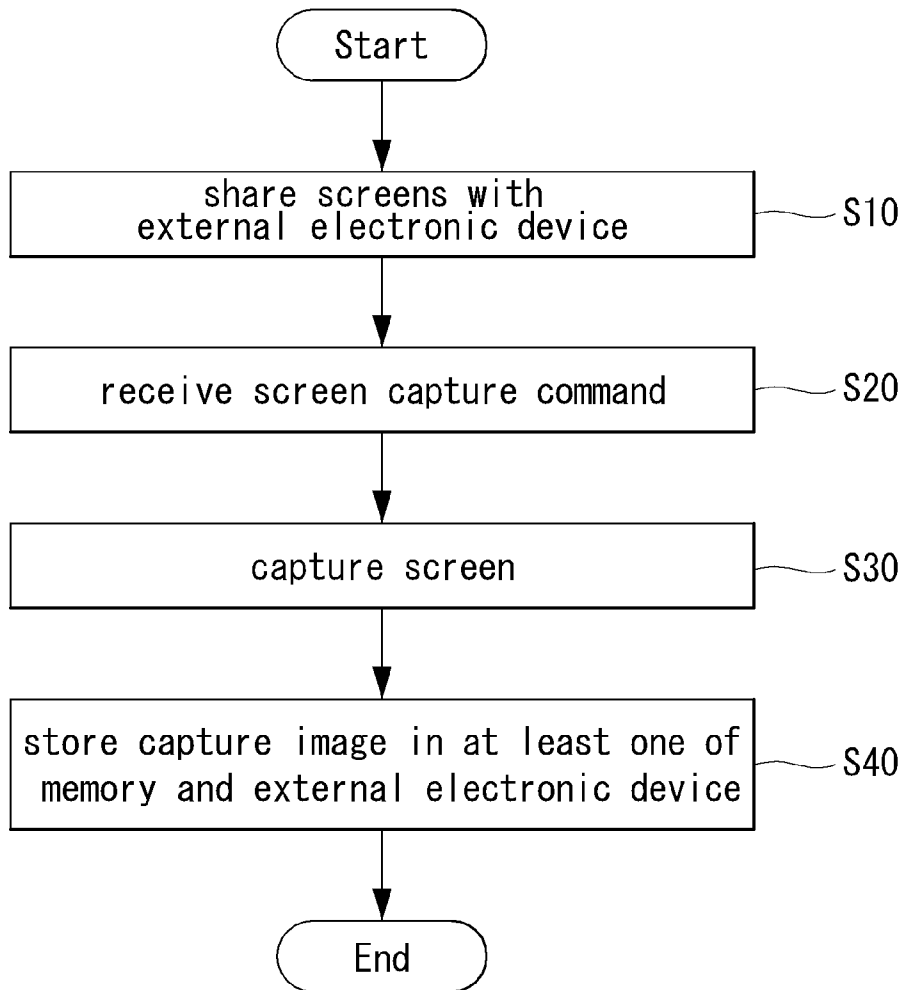 Start
share screens with
external electronic device
S10
receive screen capture command
S20
capture screen
S30
store capture image in at least one of
memory and external electronic device
S40
End